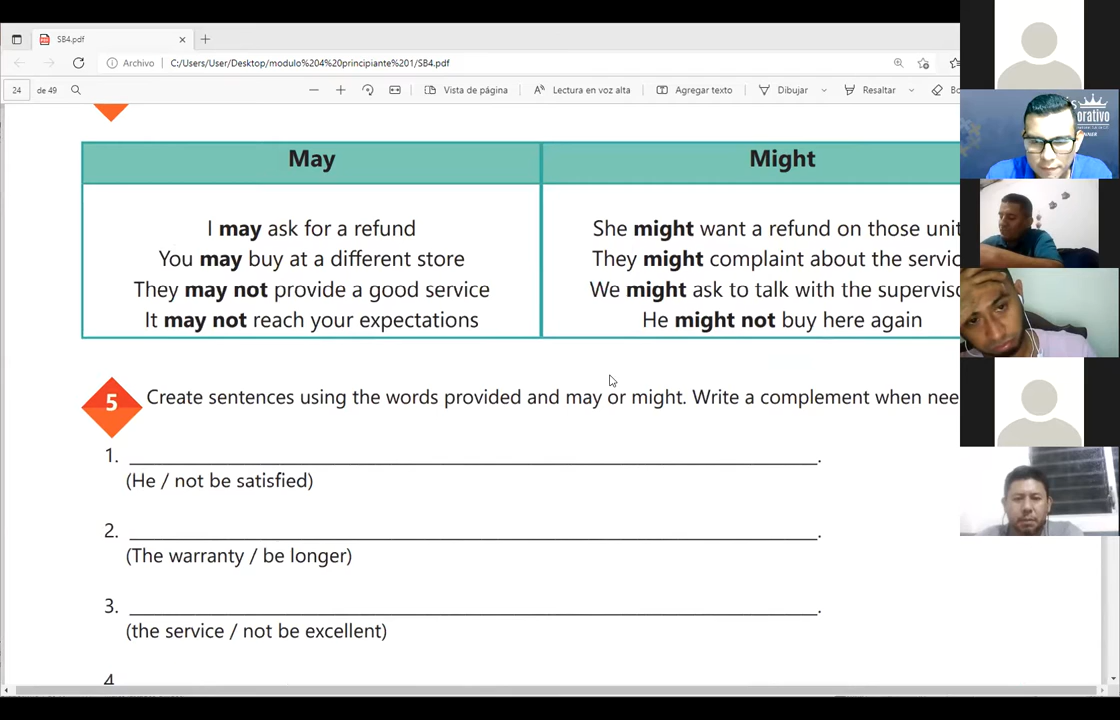 SB4.pdf
Archivo C:/Users/User/Desktop/modulo%204%20principiante%201/SB4.pdf
24 de 49 Vista de página Lectura en voz alta Agregar texto Dibujar Resaltar Bo
orativo
May Might
I may ask for a refund
You may buy at a different store
They may not provide a good service
It may not reach your expectations
She might want a refund on those unit
They might complaint about the servic
We might ask to talk with the superviso
He might not buy here again
5 Create sentences using the words provided and may or might. Write a complement when nee
1. .
(He / not be satisfied)
2. .
(The warranty / be longer)
3. .
(the service / not be excellent)
4